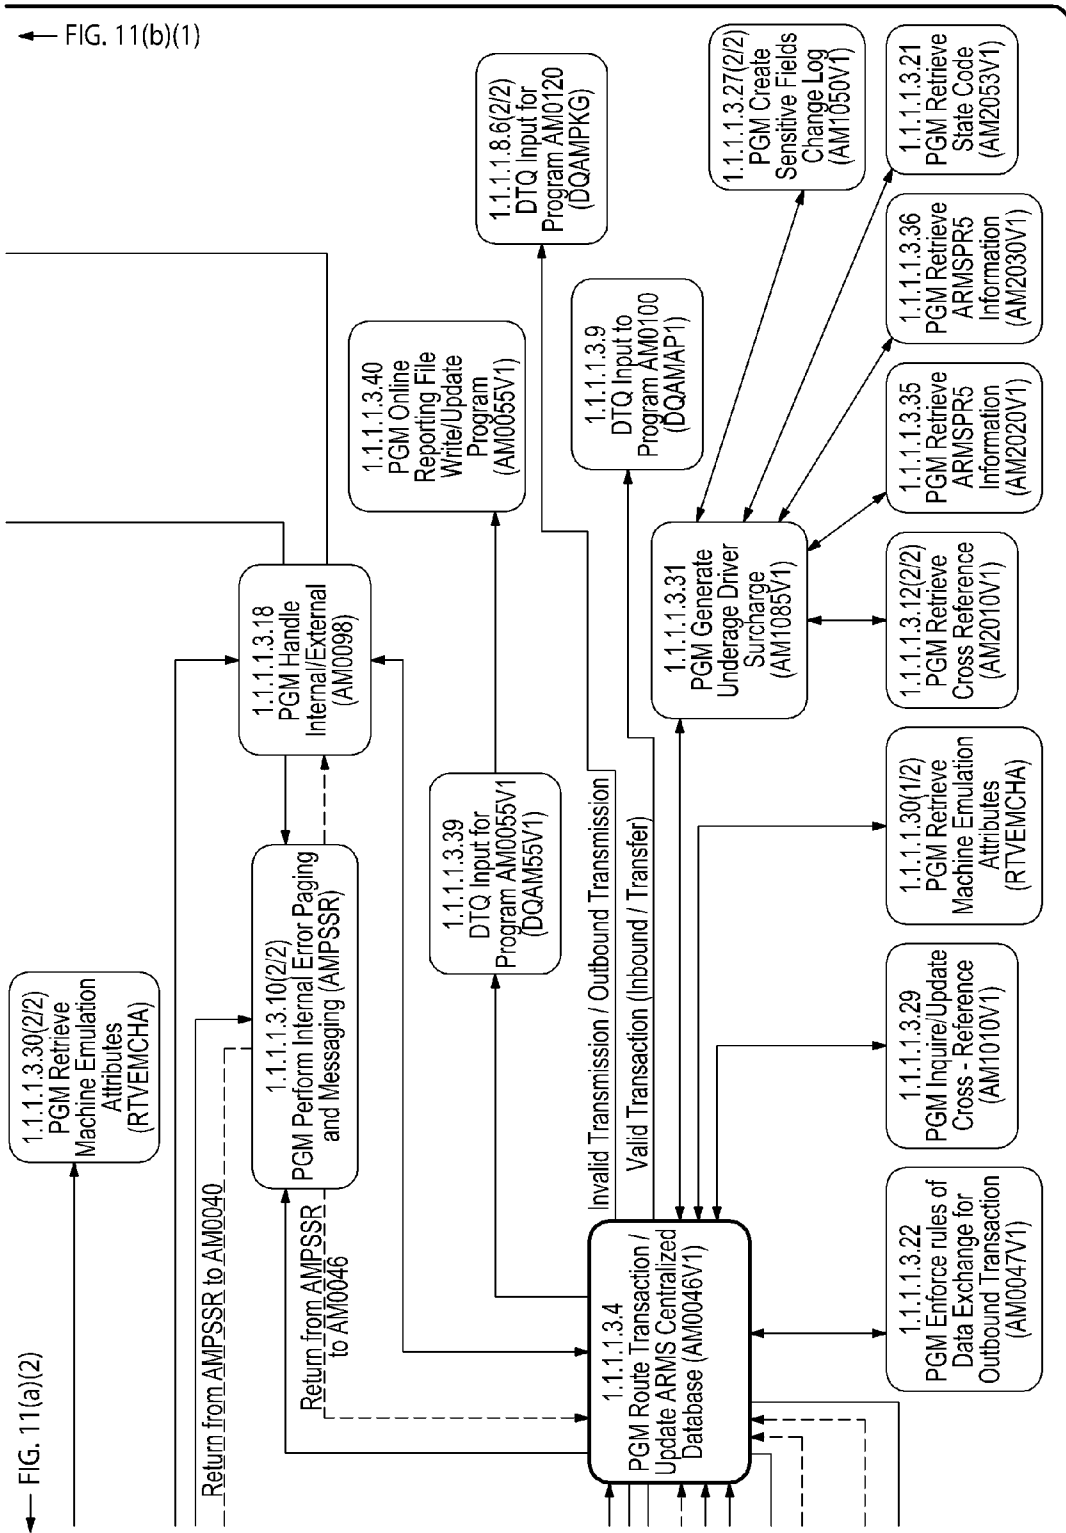 FIG. 11(b)(1)
FIG. 11(a)(2)
1.1.1.1.3.30(2/2)
PGM Retrieve
Machine Emulation
Attributes
(RTVEMCHA)
Return from AMPSSR to AM0040
1.1.1.1.3.10(2/2)
PGM Perform Internal Error Paging
and Messaging (AMPSSR)
Return from AMPSSR
to AM0046
1.1.1.1.3.18
PGM Handle
Internal/External
(AM0098)
1.1.1.1.3.40
PGM Online
Reporting File
Write/Update
Program
(AM0055V1)
1.1.1.1.3.39
DTQ Input for
Program AM0055V1
(DQAM55V1)
1.1.1.1.8.6(2/2)
DTQ Input for
Program AM0120
(DQAMPKG)
1.1.1.1.3.9
DTQ Input to
Program AM0100
(DQAMAP1)
Invalid Transmission / Outbound Transmission
Valid Transaction (Inbound / Transfer)
1.1.1.1.3.4
PGM Route Transaction /
Update ARMS Centralized
Database (AM0046V1)
1.1.1.1.3.31
PGM Generate
Underage Driver
Surcharge
(AM1085V1)
1.1.1.1.3.27(2/2)
PGM Create
Sensitive Fields
Change Log
(AM1050V1)
1.1.1.1.3.22
PGM Enforce rules of
Data Exchange for
Outbound Transaction
(AM0047V1)
1.1.1.1.3.29
PGM Inquire/Update
Cross - Reference
(AM1010V1)
1.1.1.1.30(1/2)
PGM Retrieve
Machine Emulation
Attributes
(RTVEMCHA)
1.1.1.1.3.12(2/2)
PGM Retrieve
Cross Reference
(AM2010V1)
1.1.1.1.3.35
PGM Retrieve
ARMSPR5
Information
(AM2020V1)
1.1.1.1.3.36
PGM Retrieve
ARMSPR5
Information
(AM2030V1)
1.1.1.1.3.21
PGM Retrieve
State Code
(AM2053V1)